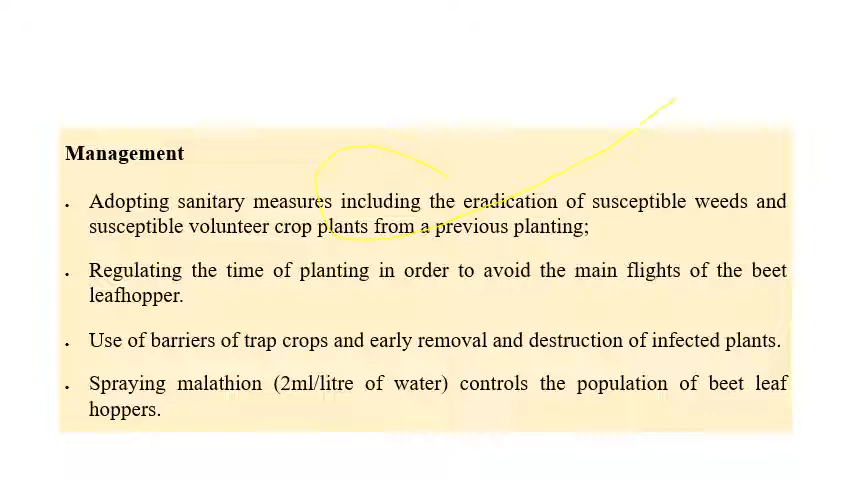 Management
• Adopting sanitary measures including the eradication of susceptible weeds and
susceptible volunteer crop plants from a previous planting;
• Regulating the time of planting in order to avoid the main flights of the beet
leafhopper.
• Use of barriers of trap crops and early removal and destruction of infected plants.
• Spraying malathion (2ml/litre of water) controls the population of beet leaf
hoppers.